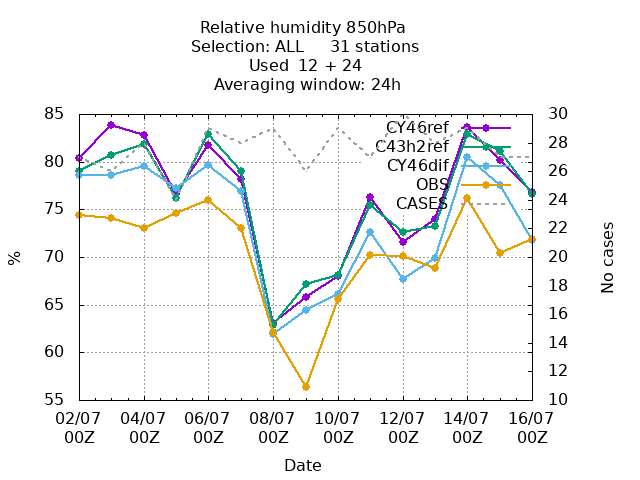 Relative humidity 850hPa
Selection: ALL 31 stations
Used 12 + 24
Averaging window: 24h
85
80
75
70
65
60
55
%
30
28
26
24
22
20
18
16
14
12
10
No cases
CY46ref
C43h2ref
CY46dif
OBS
CASES
02/07 04/07 06/07 08/07 10/07 12/07 14/07 16/07
00Z 00Z 00Z 00Z 00Z 00Z 00Z 00Z
Date